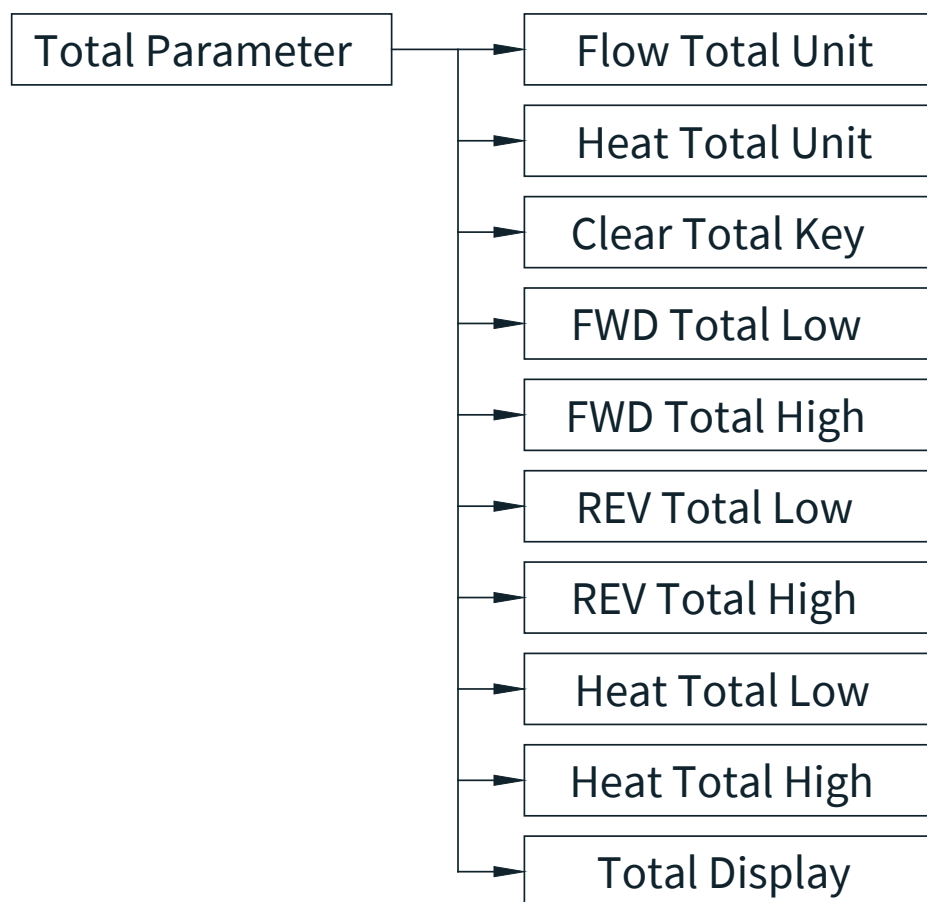 Total Parameter
Flow Total Unit
Heat Total Unit
Clear Total Key
FWD Total Low
FWD Total High
REV Total Low
REV Total High
Heat Total Low
Heat Total High
Total Display